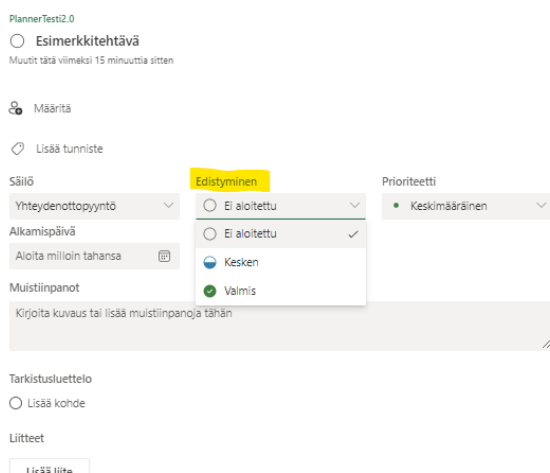 PlannerTesti2.0
Esimerkkitehtävä
Muutit tätä viimeksi 15 minuuttia sitten
Määritä
Lisää tunniste
Säilö Edistyminen Prioriteetti
Yhteydenottopyyntö Ei aloitettu Keskimääräinen
Alkamispäivä Ei aloitettu
Aloita milloin tahansa Kesken
Muistiinpanot Valmis
Kirjoita kuvaus tai lisää muistiinpanoja tähän
Tarkistusluettelo
Lisää kohde
Liitteet
Lisää liite